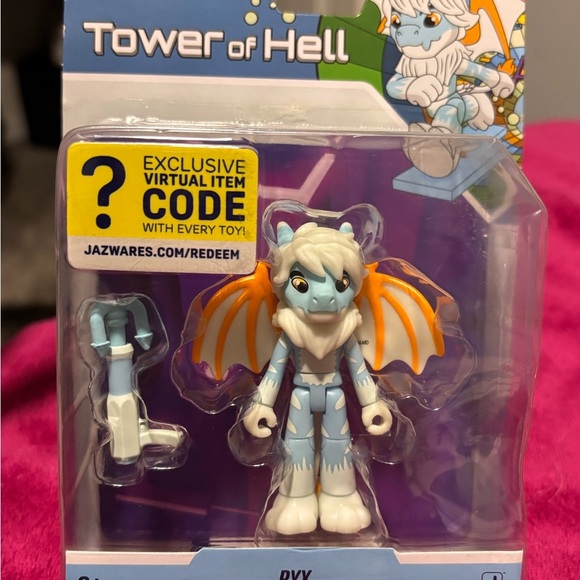 Tower of Hell
?
EXCLUSIVE
VIRTUAL ITEM
CODE
WITH EVERY TOY!
JAZWARES.COM/REDEEM